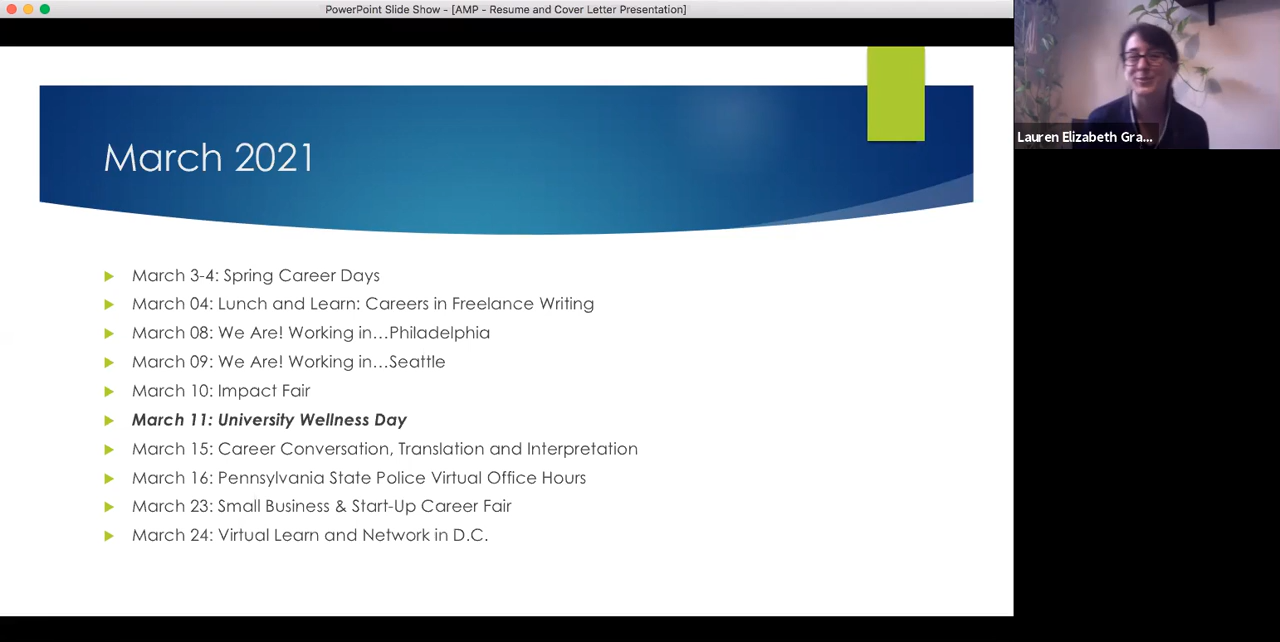 PowerPoint Slide Show - [AMP - Resume and Cover Letter Presentation]
Lauren Elizabeth Gra...
March 2021
March 3-4: Spring Career Days
March 04: Lunch and Learn: Careers in Freelance Writing
March 08: We Are! Working in…Philadelphia
March 09: We Are! Working in…Seattle
March 10: Impact Fair
March 11: University Wellness Day
March 15: Career Conversation, Translation and Interpretation
March 16: Pennsylvania State Police Virtual Office Hours
March 23: Small Business & Start-Up Career Fair
March 24: Virtual Learn and Network in D.C.